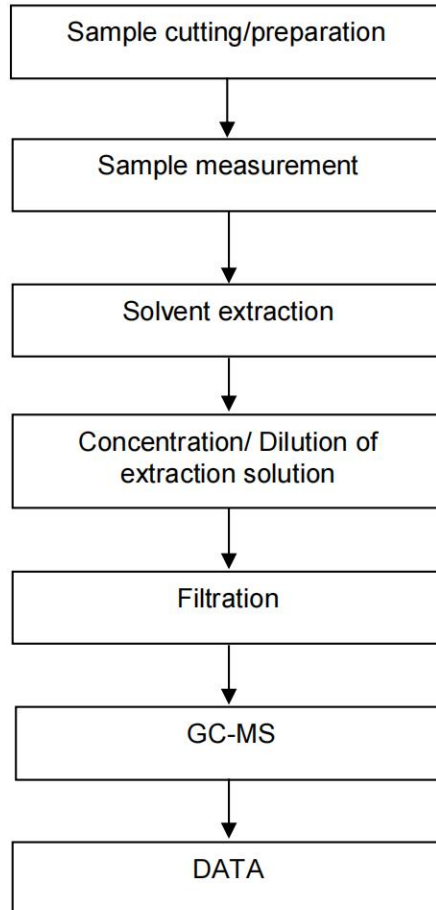 Sample cutting/preparation
Sample measurement
Solvent extraction
Concentration/ Dilution of
extraction solution
Filtration
GC-MS
DATA